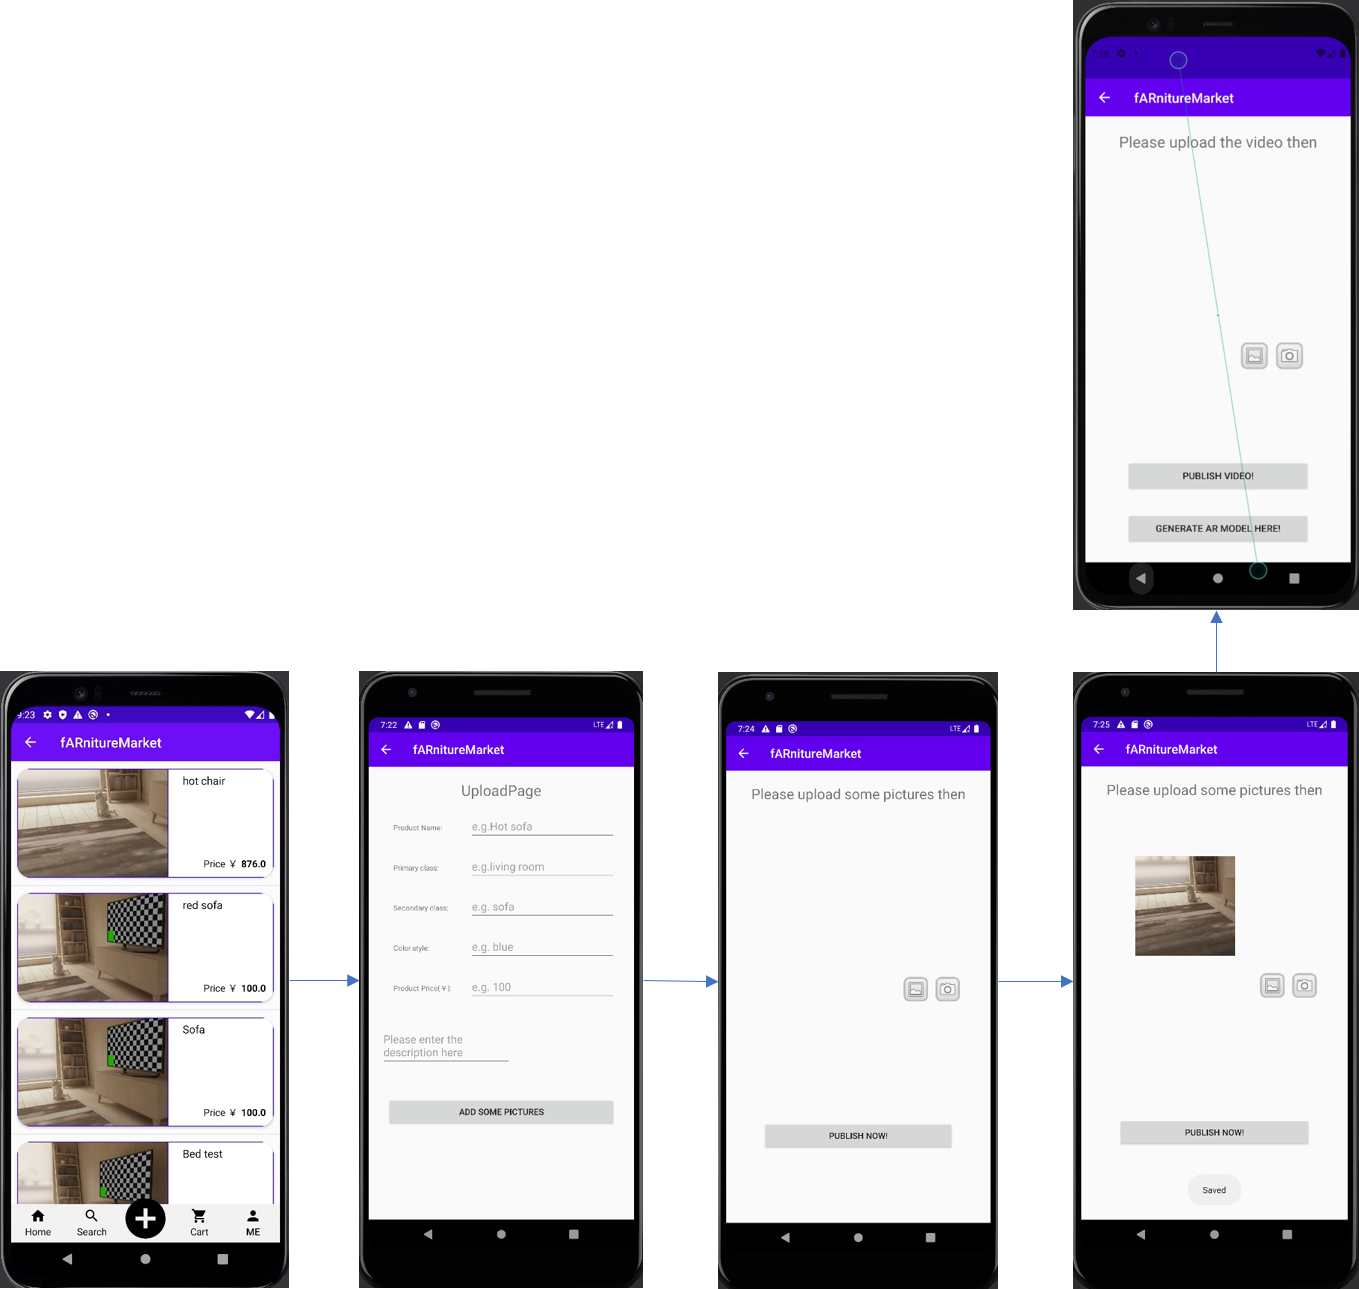 7:16
fARnitureMarket
Please upload the video then
PUBLISH VIDEO!
GENERATE AR MODEL HERE!
9:23
fARnitureMarket
hot chair
Price ¥ 876.0
red sofa
Price ¥ 100.0
Sofa
Price ¥ 100.0
Bed test
Home
Search
Cart
ME
7:22
LTE
fARnitureMarket
UploadPage
Product Name:
e.g.Hot sofa
Primary class:
e.g.living room
Secondary class:
e.g. sofa
Color style:
e.g. blue
Product Price(¥):
e.g. 100
Please enter the
description here
ADD SOME PICTURES
7:24
LTE
fARnitureMarket
Please upload some pictures then
PUBLISH NOW!
7:25
LTE
fARnitureMarket
Please upload some pictures then
PUBLISH NOW!
Saved